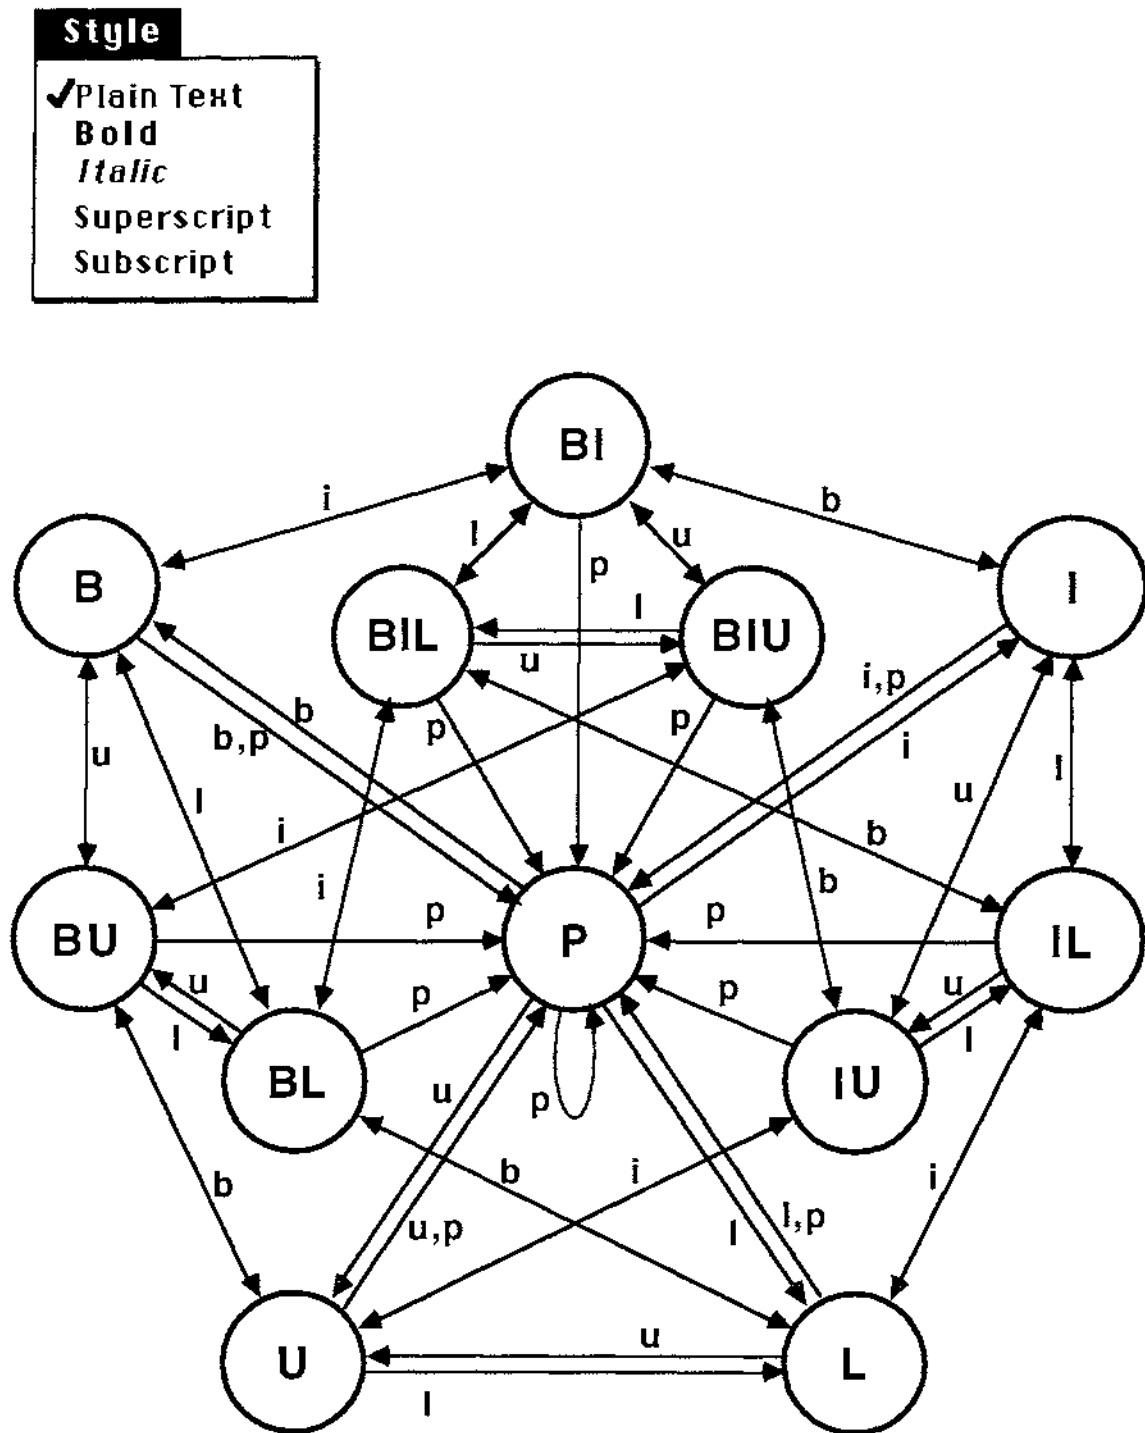 Style
✓Plain Text
Bold
Italic
Superscript
Subscript
BI
i
b
B
l
u
I
p
BIL
l
BIU
u
i,p
b
p
p
b,p
i
u
l
l
i
u
b
i
b
BU
p
P
p
IL
u
p
p
u
l
l
BL
u
p
IU
b
b
i
i
u,p
l
l,p
U
u
L
l